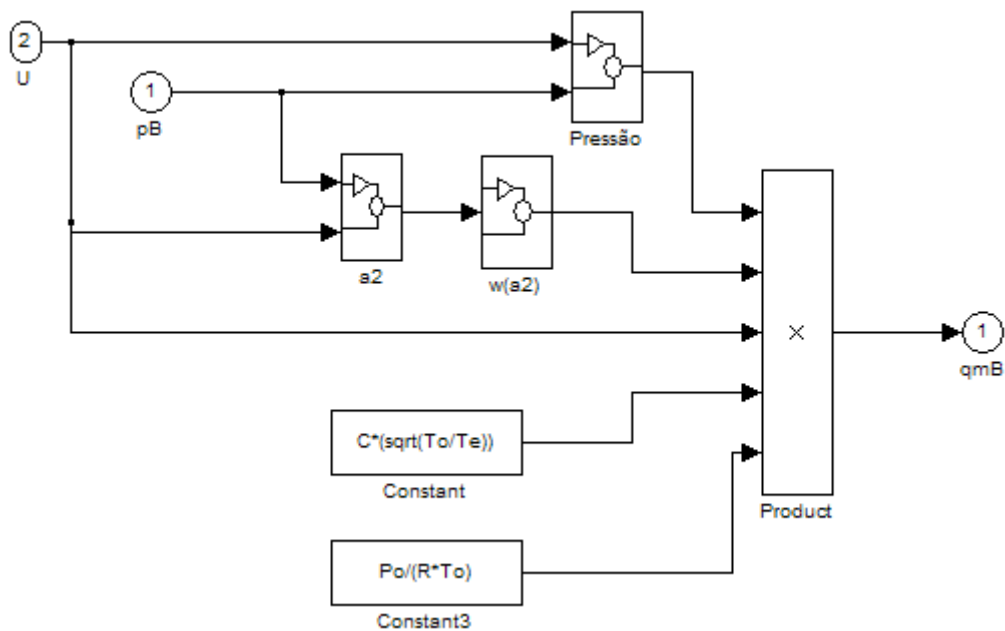 2
U
1
pB
Pressão
a2
w(a2)
1
qmB
C*(sqrt(To/Te))
Constant
Product
Po/(R*To)
Constant3